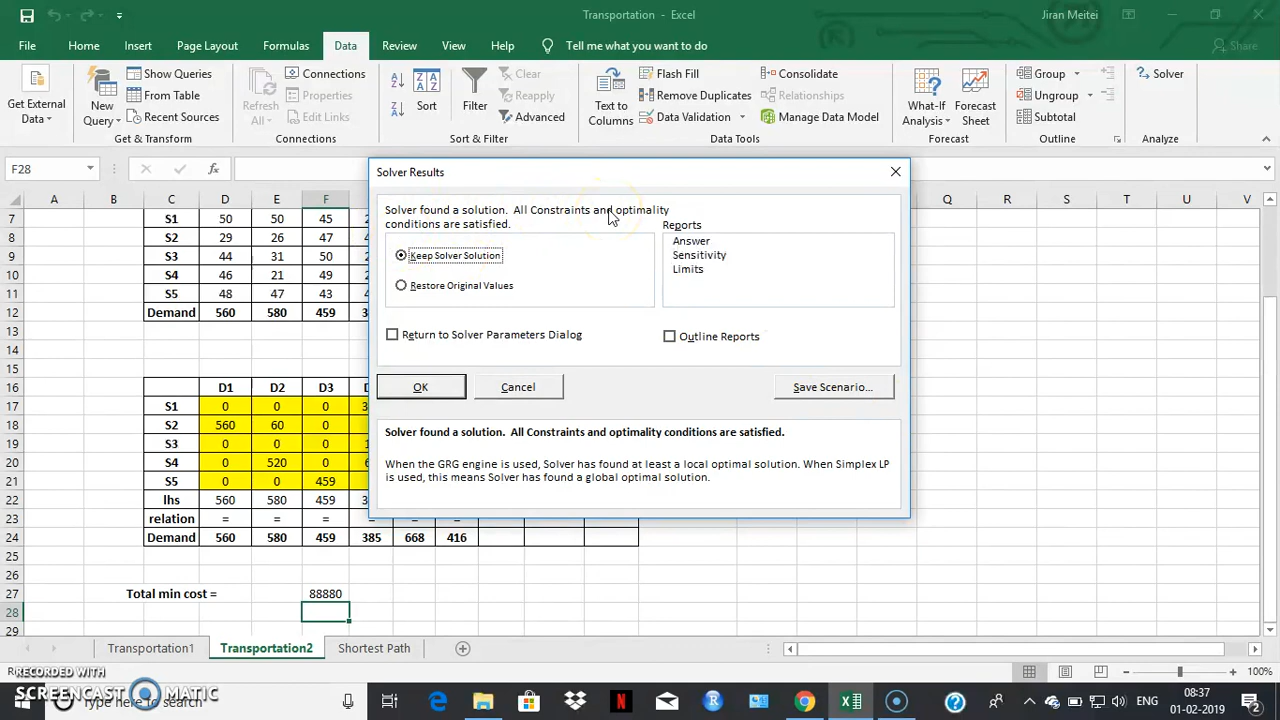 Transportation - Excel
Jiran Meitei
File Home Insert Page Layout Formulas Data Review View Help Tell me what you want to do Share
Get External Data
New Query
Show Queries
From Table
Recent Sources
Get & Transform
Refresh All
Connections
Properties
Edit Links
Connections
Sort
Filter
Clear
Reapply
Advanced
Sort & Filter
Text to Columns
Flash Fill
Remove Duplicates
Data Validation
Consolidate
Relationships
Manage Data Model
Data Tools
What-If Analysis
Forecast Sheet
Forecast
Group
Ungroup
Subtotal
Outline
Solver
Analyze
F28
fx
A B C D E F Q R S T U V
7 S1 50 50 45
8 S2 29 26 47
9 S3 44 31 50
10 S4 46 21 49
11 S5 48 47 43
12 Demand 560 580 459
13
14
15
16 D1 D2 D3
17 S1 0 0 0
18 S2 560 60 0
19 S3 0 0 0
20 S4 0 520 0
21 S5 0 0 459
22 lhs 560 580 459
23 relation = = = = = =
24 Demand 560 580 459 385 668 416
25
26
27 Total min cost = 88880
28
29
Solver Results
Solver found a solution. All Constraints and optimality
conditions are satisfied.
Keep Solver Solution
Restore Original Values
Reports
Answer
Sensitivity
Limits
Return to Solver Parameters Dialog
Outline Reports
OK Cancel Save Scenario...
Solver found a solution. All Constraints and optimality conditions are satisfied.
When the GRG engine is used, Solver has found at least a local optimal solution. When Simplex LP
is used, this means Solver has found a global optimal solution.
Transportation1 Transportation2 Shortest Path
100%
RECORDED WITH
SCREENCAST MATIC
Type here to search
ENG
08:37
01-02-2019
2